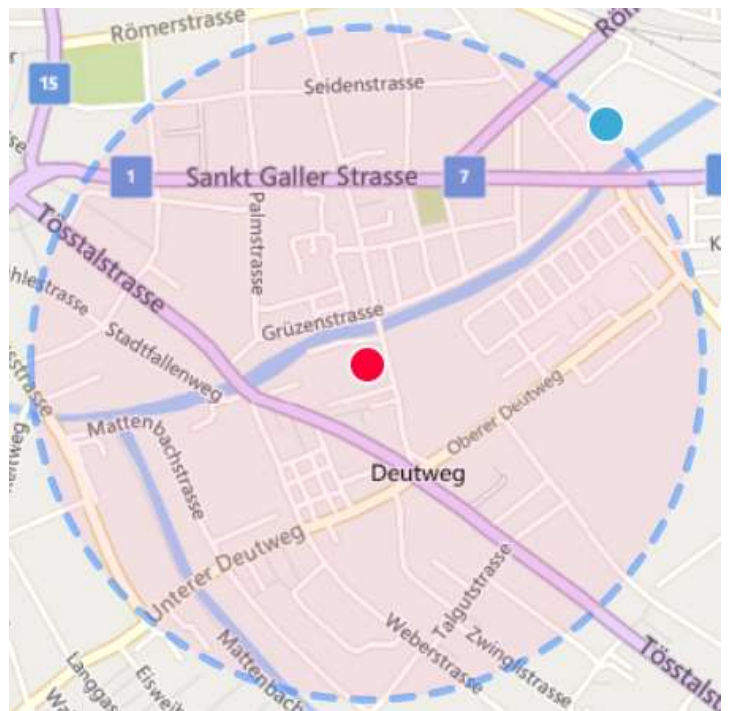 Römerstrasse
15
Seidenstrasse
1
Sankt Galler Strasse
7
Tösstalstrasse
Palmstrasse
Grüzenstrasse
Stadtfallenweg
Mattenbachstrasse
Oberer Deutweg
Deutweg
Unterer Deutweg
Talgutstrasse
Weberstrasse
Zwinglistrasse